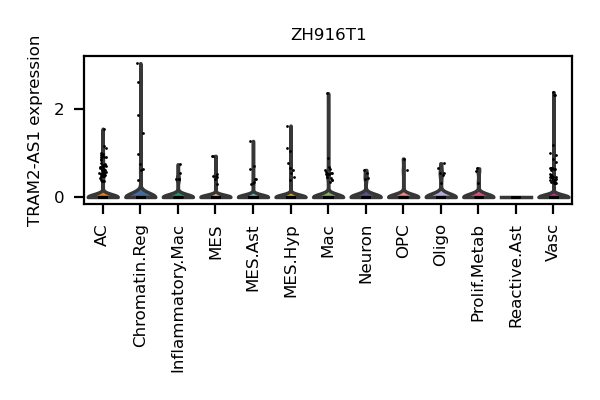 ZH916T1
TRAM2-AS1 expression
2
0
AC
Chromatin.Reg
Inflammatory.Mac
MES
MES.Ast
MES.Hyp
Mac
Neuron
OPC
Oligo
Prolif.Metab
Reactive.Ast
Vasc